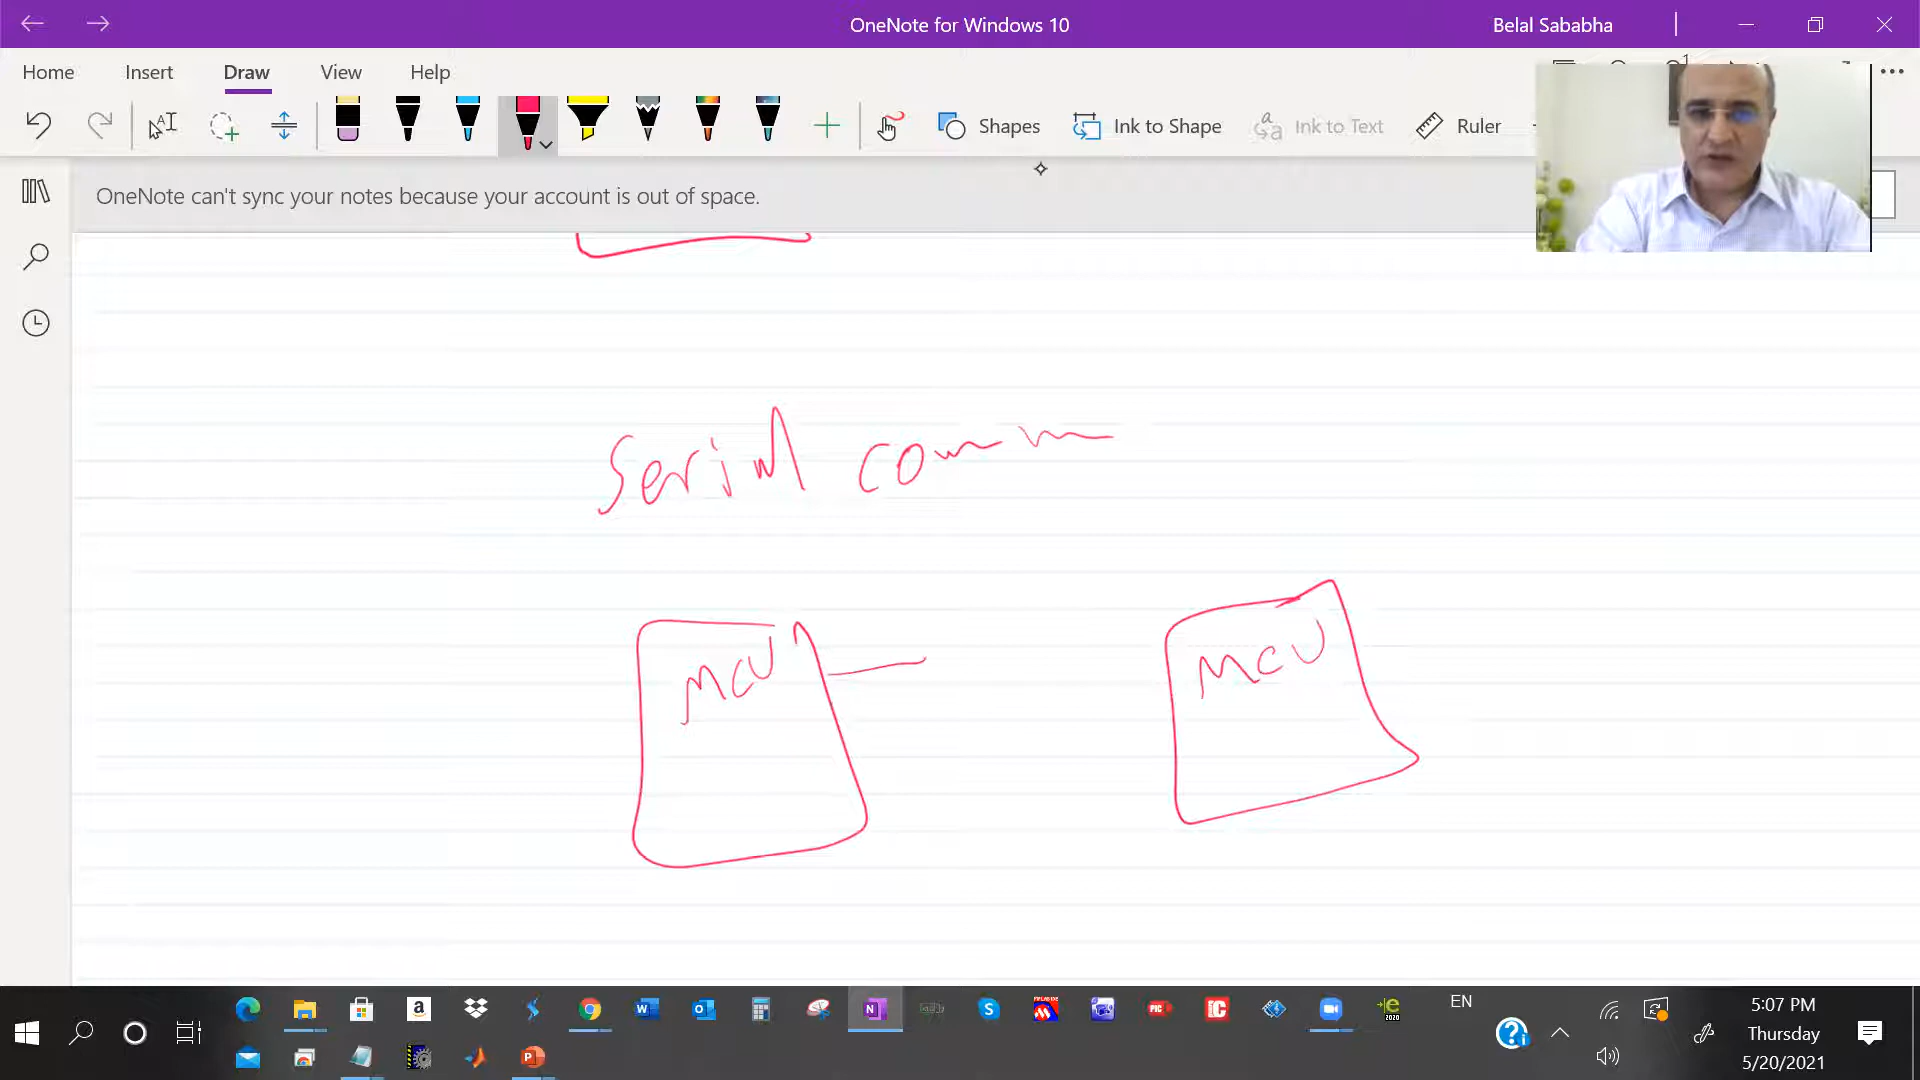 OneNote for Windows 10
Belal Sababha
Home Insert Draw View Help
Shapes Ink to Shape Ink to Text Ruler
OneNote can't sync your notes because your account is out of space.
Serial comm
MCU MCU
EN
5:07 PM
Thursday
5/20/2021